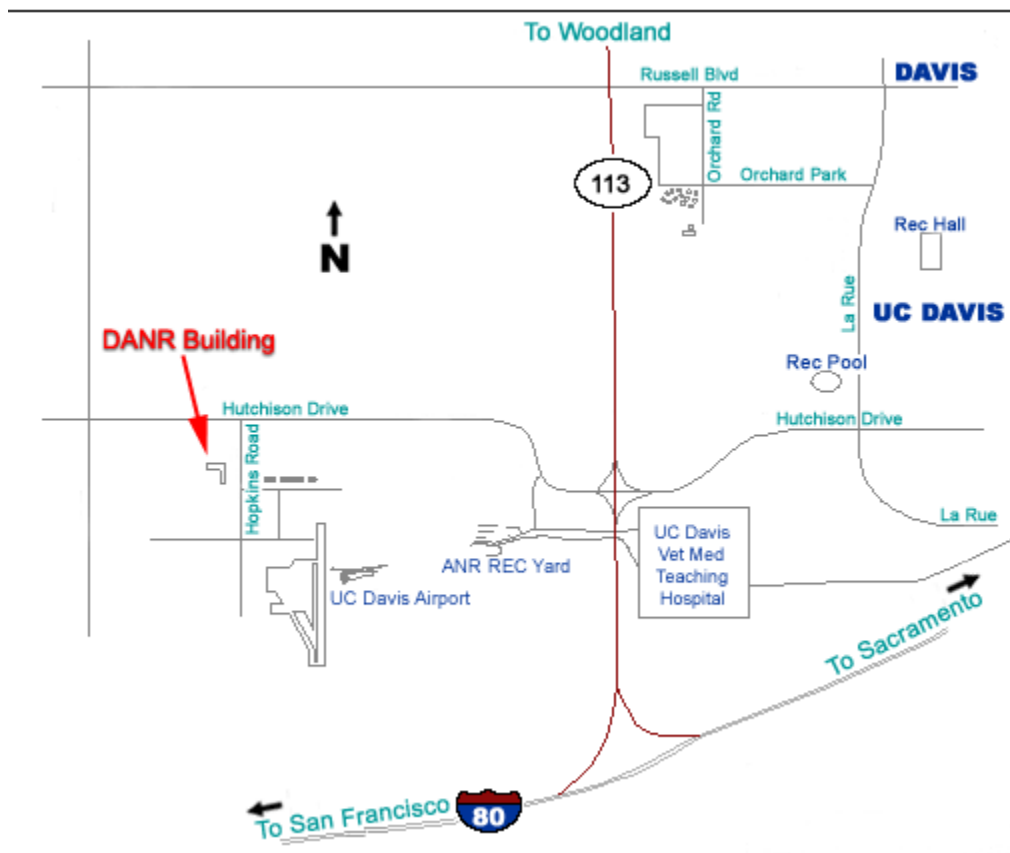 To Woodland
Russell Blvd
DAVIS
Orchard Rd
113
Orchard Park
N
Rec Hall
La Rue
UC DAVIS
DANR Building
Rec Pool
Hutchison Drive
Hutchison Drive
Hopkins Road
La Rue
UC Davis
Vet Med
Teaching
Hospital
ANR REC Yard
UC Davis Airport
To Sacramento
To San Francisco
80